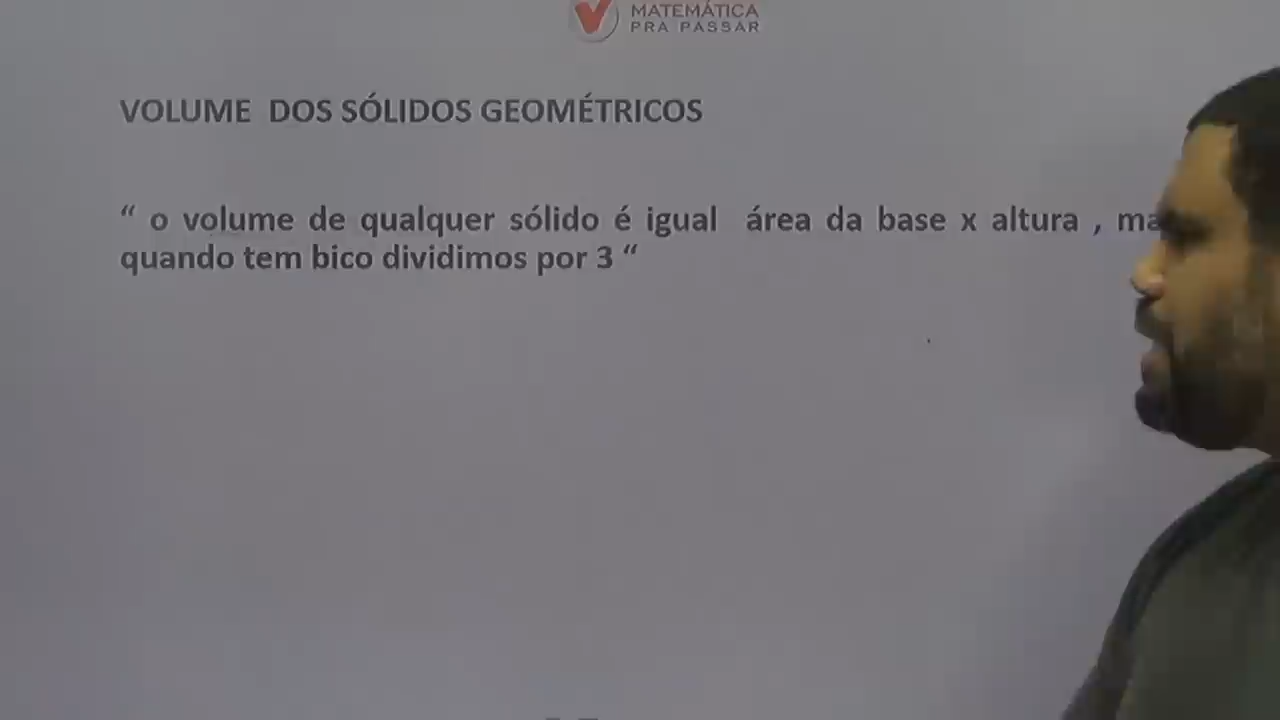 MATEMÁTICA
PRA PASSAR
VOLUME DOS SÓLIDOS GEOMÉTRICOS
“ o volume de qualquer sólido é igual área da base x altura , ma
quando tem bico dividimos por 3 “